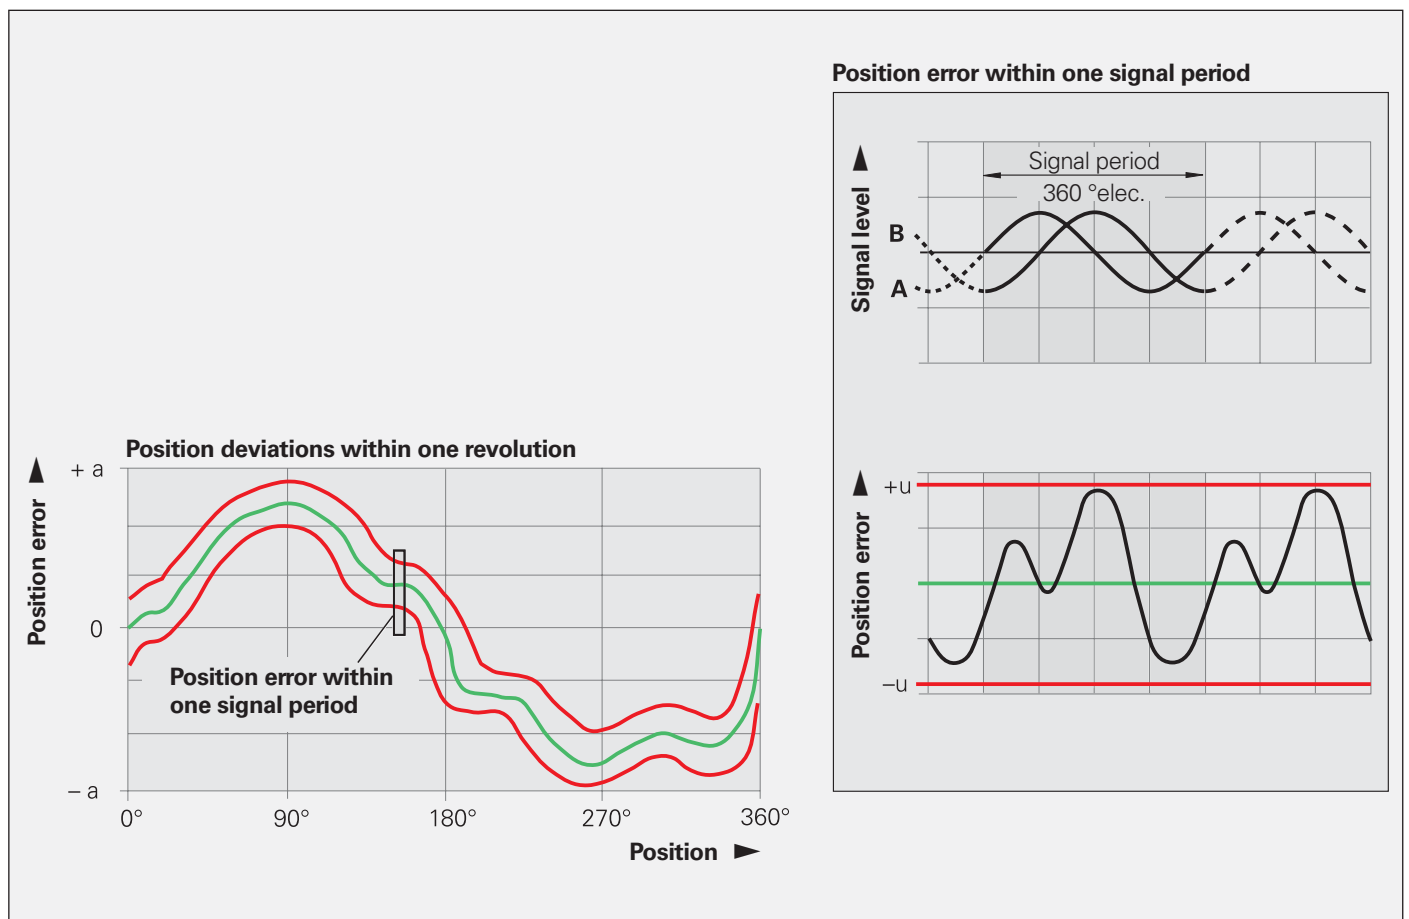 Position error within one signal period
Signal level
Signal period
360 °elec.
B
A
Position error
+u
–u
Position deviations within one revolution
Position error
+ a
0
– a
Position error within
one signal period
0° 90° 180° 270° 360°
Position